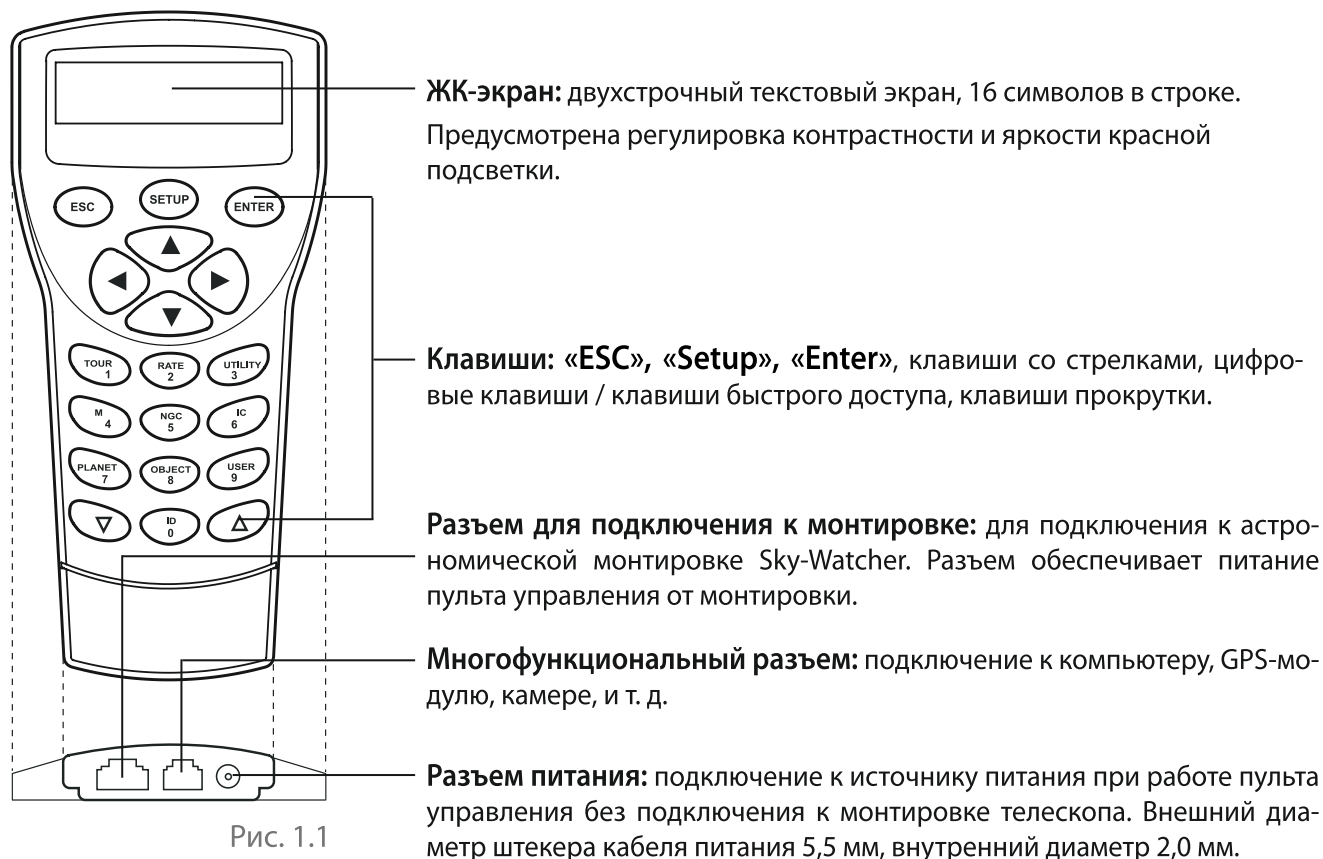 ЖК-экран: двухстрочный текстовый экран, 16 символов в строке.
Предусмотрена регулировка контрастности и яркости красной
подсветки.
ESC
SETUP
ENTER
TOUR
1
RATE
2
UTILITY
3
M
4
NGC
5
IC
6
PLANET
7
OBJECT
8
USER
9
ID
0
Клавиши: «ESC», «Setup», «Enter», клавиши со стрелками, цифро-
вые клавиши / клавиши быстрого доступа, клавиши прокрутки.
Разъем для подключения к монтировке: для подключения к астро-
номической монтировке Sky-Watcher. Разъем обеспечивает питание
пульта управления от монтировки.
Многофункциональный разъем: подключение к компьютеру, GPS-мо-
дулю, камере, и т. д.
Разъем питания: подключение к источнику питания при работе пульта
управления без подключения к монтировке телескопа. Внешний диа-
метр штекера кабеля питания 5,5 мм, внутренний диаметр 2,0 мм.
Рис. 1.1